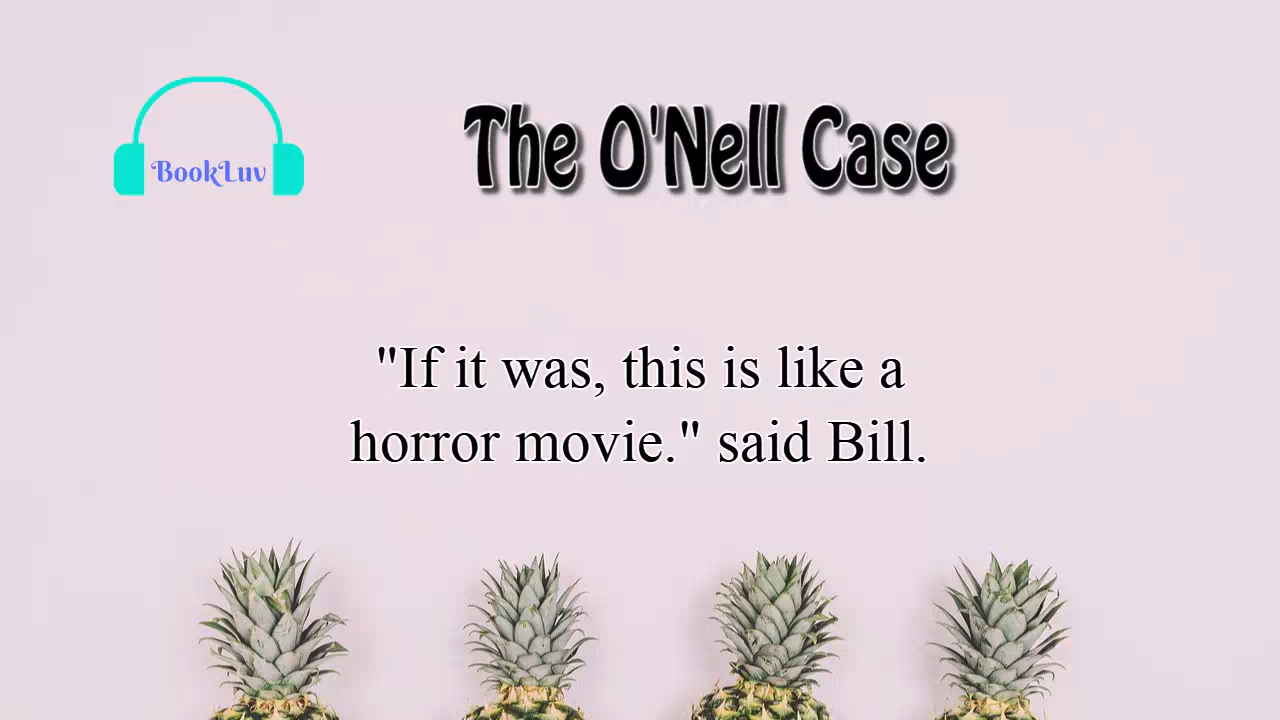 The O'Nell Case
BookLuv
"If it was, this is like a
horror movie." said Bill.